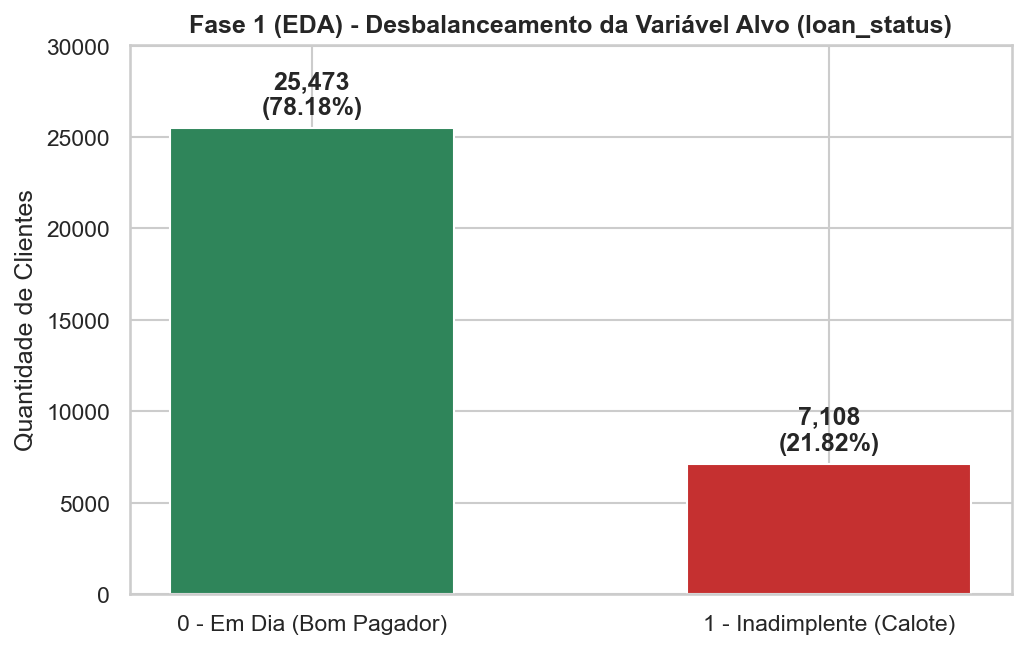 Fase 1 (EDA) - Desbalanceamento da Variável Alvo (loan_status)
30000
25000
20000
15000
10000
5000
0
Quantidade de Clientes
25,473
(78.18%)
7,108
(21.82%)
0 - Em Dia (Bom Pagador)
1 - Inadimplente (Calote)